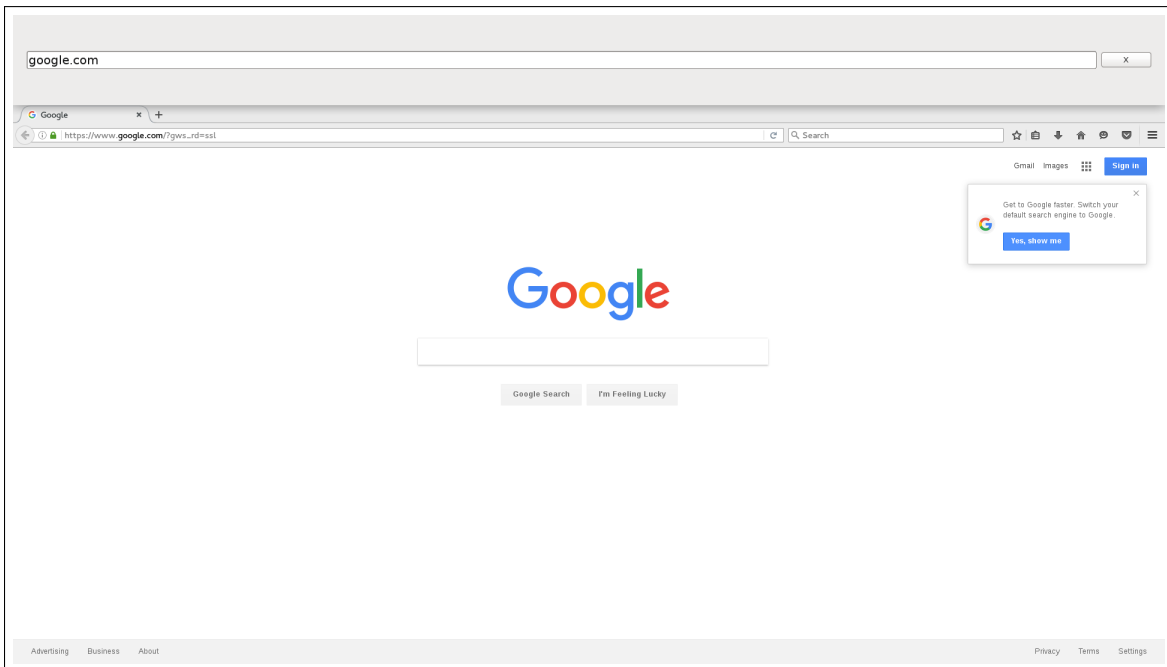 google.com
X
Google × +
https://www.google.com/?gws_rd=ssl Search
Gmail Images Sign in
Get to Google faster. Switch your
default search engine to Google.
Yes, show me
Google
Google Search I'm Feeling Lucky
Advertising Business About Privacy Terms Settings